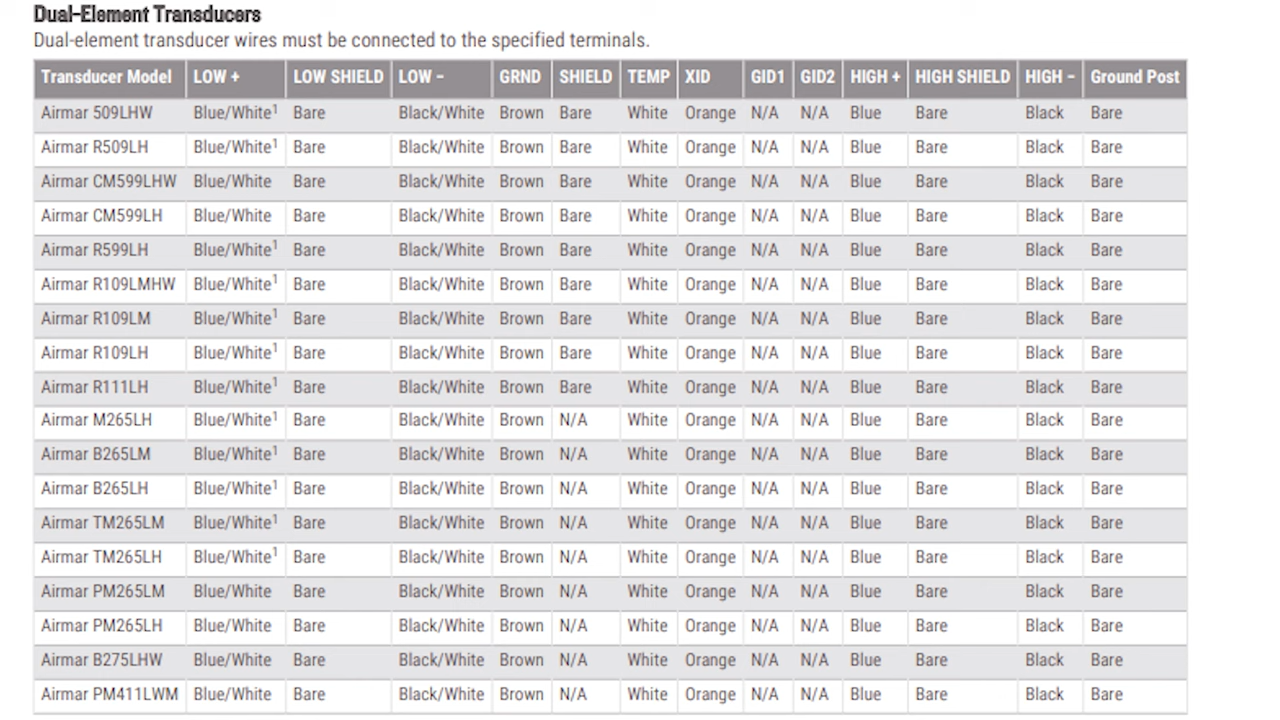 Dual-Element Transducers
Dual-element transducer wires must be connected to the specified terminals.
Transducer Model LOW + LOW SHIELD LOW − GRND SHIELD TEMP XID GID1 GID2 HIGH + HIGH SHIELD HIGH − Ground Post
Airmar 509LHW Blue/White¹ Bare Black/White Brown Bare White Orange N/A N/A Blue Bare Black Bare
Airmar R509LH Blue/White¹ Bare Black/White Brown Bare White Orange N/A N/A Blue Bare Black Bare
Airmar CM599LHW Blue/White Bare Black/White Brown Bare White Orange N/A N/A Blue Bare Black Bare
Airmar CM599LH Blue/White Bare Black/White Brown Bare White Orange N/A N/A Blue Bare Black Bare
Airmar R599LH Blue/White¹ Bare Black/White Brown Bare White Orange N/A N/A Blue Bare Black Bare
Airmar R109LMHW Blue/White¹ Bare Black/White Brown Bare White Orange N/A N/A Blue Bare Black Bare
Airmar R109LM Blue/White¹ Bare Black/White Brown Bare White Orange N/A N/A Blue Bare Black Bare
Airmar R109LH Blue/White¹ Bare Black/White Brown Bare White Orange N/A N/A Blue Bare Black Bare
Airmar R111LH Blue/White¹ Bare Black/White Brown Bare White Orange N/A N/A Blue Bare Black Bare
Airmar M265LH Blue/White¹ Bare Black/White Brown N/A White Orange N/A N/A Blue Bare Black Bare
Airmar B265LM Blue/White¹ Bare Black/White Brown N/A White Orange N/A N/A Blue Bare Black Bare
Airmar B265LH Blue/White¹ Bare Black/White Brown N/A White Orange N/A N/A Blue Bare Black Bare
Airmar TM265LM Blue/White¹ Bare Black/White Brown N/A White Orange N/A N/A Blue Bare Black Bare
Airmar TM265LH Blue/White¹ Bare Black/White Brown N/A White Orange N/A N/A Blue Bare Black Bare
Airmar PM265LM Blue/White Bare Black/White Brown N/A White Orange N/A N/A Blue Bare Black Bare
Airmar PM265LH Blue/White Bare Black/White Brown N/A White Orange N/A N/A Blue Bare Black Bare
Airmar B275LHW Blue/White Bare Black/White Brown N/A White Orange N/A N/A Blue Bare Black Bare
Airmar PM411LWM Blue/White Bare Black/White Brown N/A White Orange N/A N/A Blue Bare Black Bare